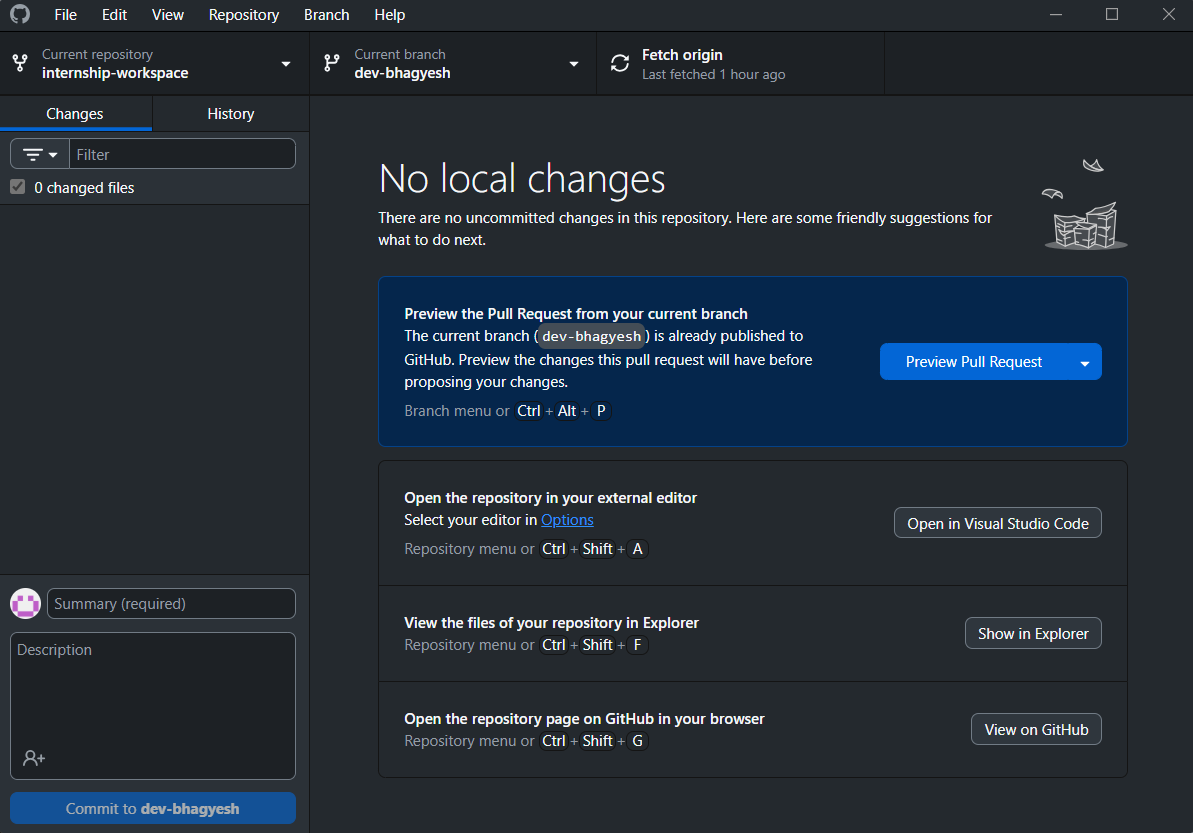 File Edit View Repository Branch Help
Current repository
internship-workspace
Current branch
dev-bhagyesh
Fetch origin
Last fetched 1 hour ago
Changes
History
Filter
0 changed files
No local changes
There are no uncommitted changes in this repository. Here are some friendly suggestions for
what to do next.
Preview the Pull Request from your current branch
The current branch (dev-bhagyesh) is already published to
GitHub. Preview the changes this pull request will have before
proposing your changes.
Branch menu or Ctrl + Alt + P
Preview Pull Request
Open the repository in your external editor
Select your editor in Options
Repository menu or Ctrl + Shift + A
Open in Visual Studio Code
View the files of your repository in Explorer
Repository menu or Ctrl + Shift + F
Show in Explorer
Open the repository page on GitHub in your browser
Repository menu or Ctrl + Shift + G
View on GitHub
Summary (required)
Description
Commit to dev-bhagyesh